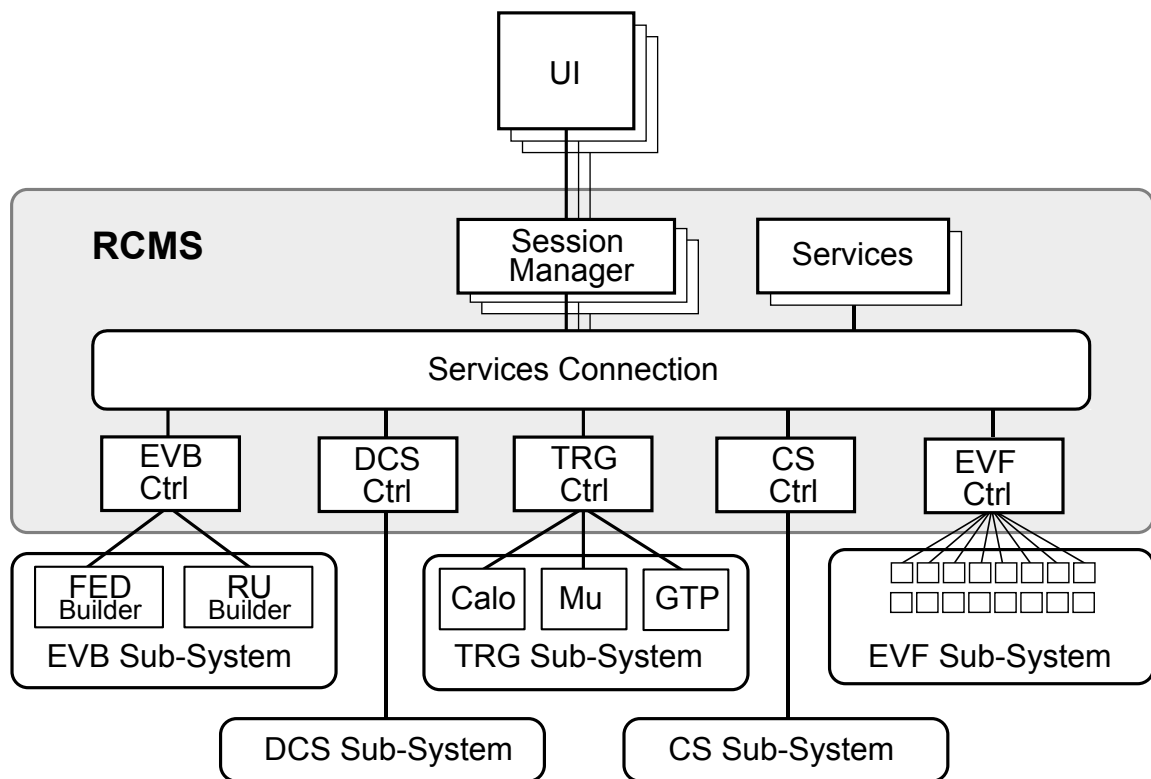 UI
RCMS
Session
Manager
Services
Services Connection
EVB
Ctrl
DCS
Ctrl
TRG
Ctrl
CS
Ctrl
EVF
Ctrl
FED
Builder
RU
Builder
EVB Sub-System
Calo
Mu
GTP
TRG Sub-System
EVF Sub-System
DCS Sub-System
CS Sub-System